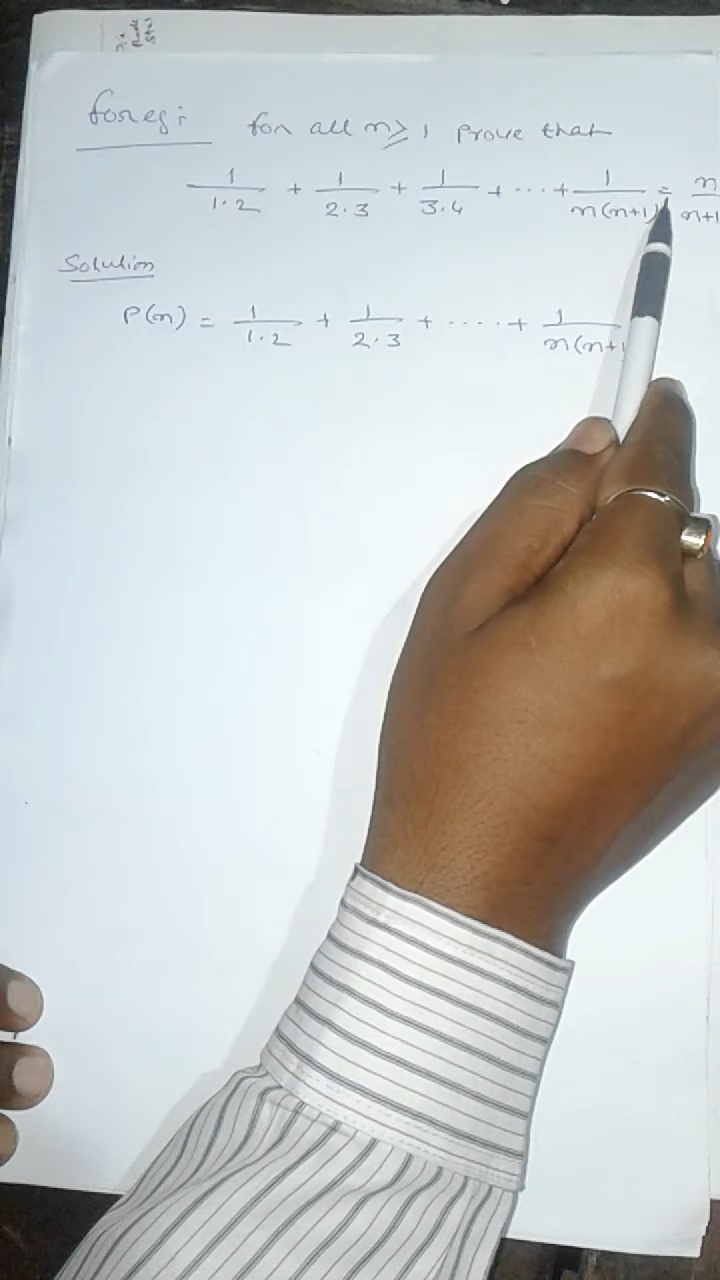 for eg:
for all n ≥ 1 prove that
1/1·2 + 1/2·3 + 1/3·4 + ... + 1/n(n+1) = n/n+1
Solution
P(n) = 1/1·2 + 1/2·3 + .... + 1/n(n+1